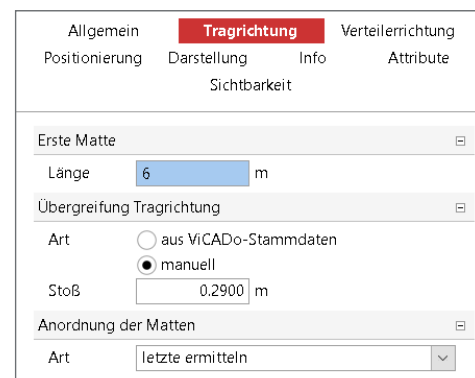 Allgemein Tragrichtung Verteilerrichtung
Positionierung Darstellung Info Attribute
Sichtbarkeit
Erste Matte
Länge 6 m
Übergreifung Tragrichtung
Art aus ViCADo-Stammdaten
manuell
Stoß 0.2900 m
Anordnung der Matten
Art letzte ermitteln